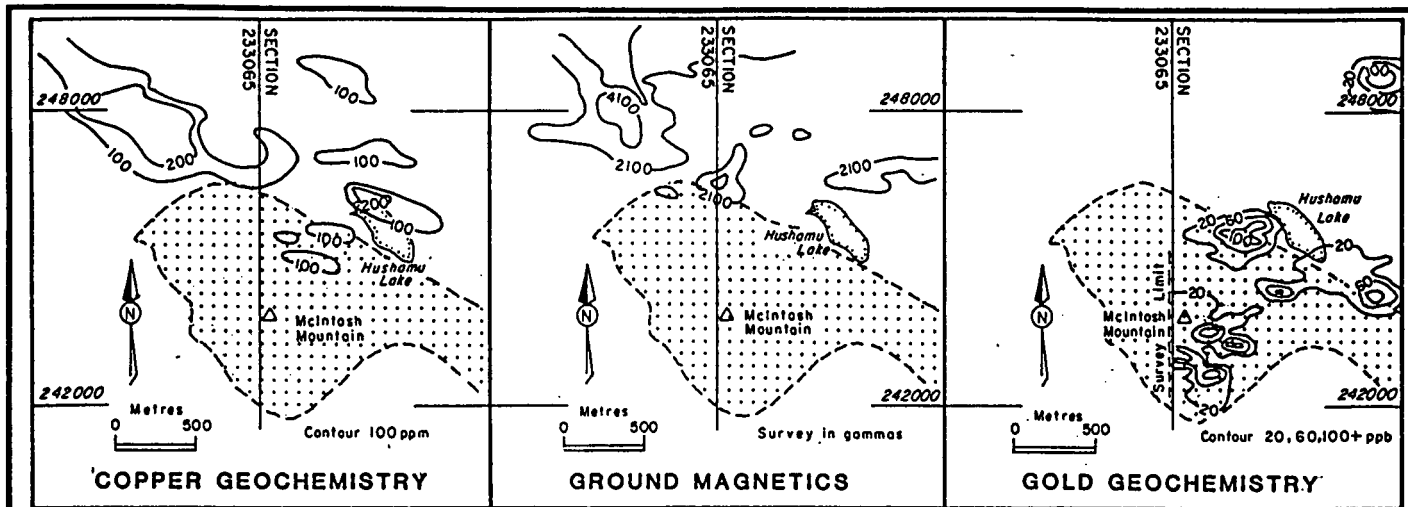 SECTION
233065
248000
100
100
200
100
200
100
100
100
Hushamu
Lake
N
McIntosh
Mountain
242000
Metres
0 500
Contour 100 ppm
COPPER GEOCHEMISTRY
SECTION
233065
248000
4100
2100
2100
2100
Hushamu
Lake
N
McIntosh
Mountain
242000
Metres
0 500
Survey in gammas
GROUND MAGNETICS
SECTION
233065
20
60
248000
Hushamu
Lake
20
60
100
20
60
20
N
McIntosh
Mountain
Survey Limit
20
242000
Metres
0 500
Contour 20, 60, 100+ ppb
GOLD GEOCHEMISTRY